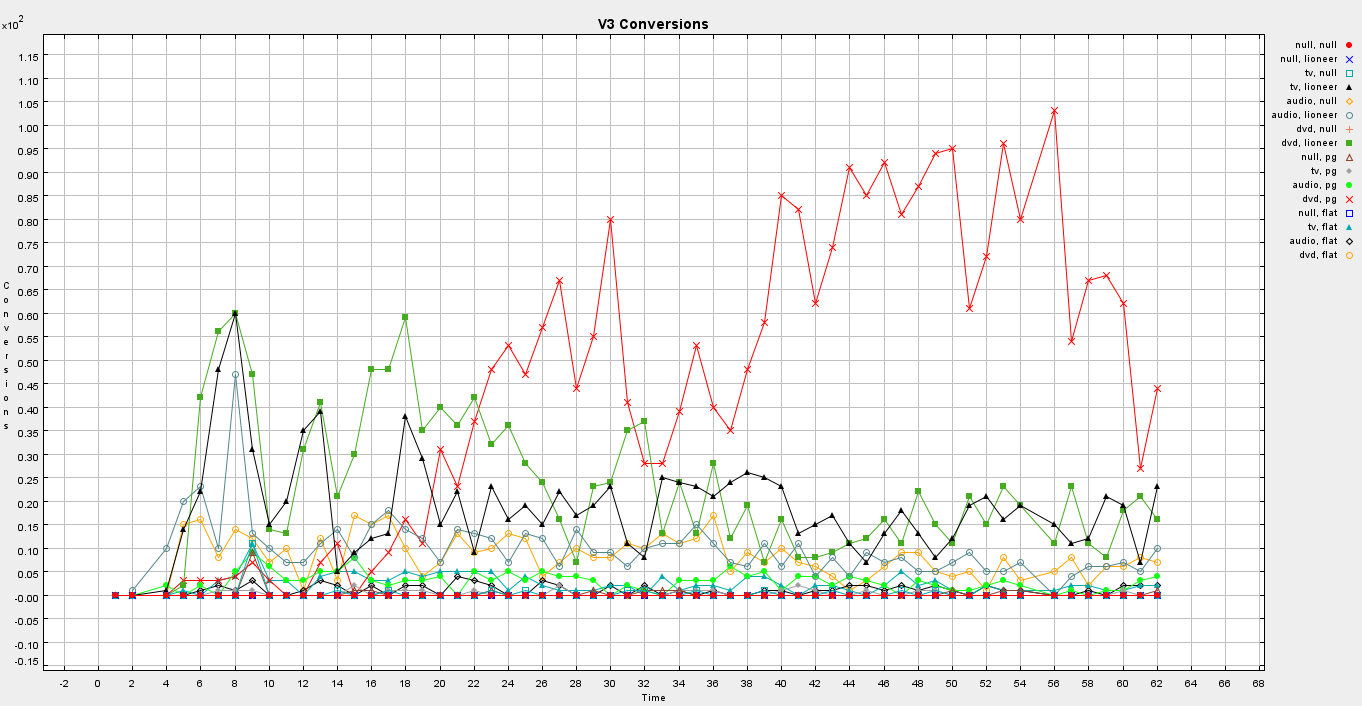 V3 Conversions
×10²
1.15
1.10
1.05
1.00
0.95
0.90
0.85
0.80
0.75
0.70
0.65
0.60
0.55
0.50
0.45
0.40
0.35
0.30
0.25
0.20
0.15
0.10
0.05
-0.00
-0.05
-0.10
-0.15
Conversions
-2 0 2 4 6 8 10 12 14 16 18 20 22 24 26 28 30 32 34 36 38 40 42 44 46 48 50 52 54 56 58 60 62 64 66 68
Time
null, null
null, lioneer
tv, null
tv, lioneer
audio, null
audio, lioneer
dvd, null
dvd, lioneer
null, pg
tv, pg
audio, pg
dvd, pg
null, flat
tv, flat
audio, flat
dvd, flat